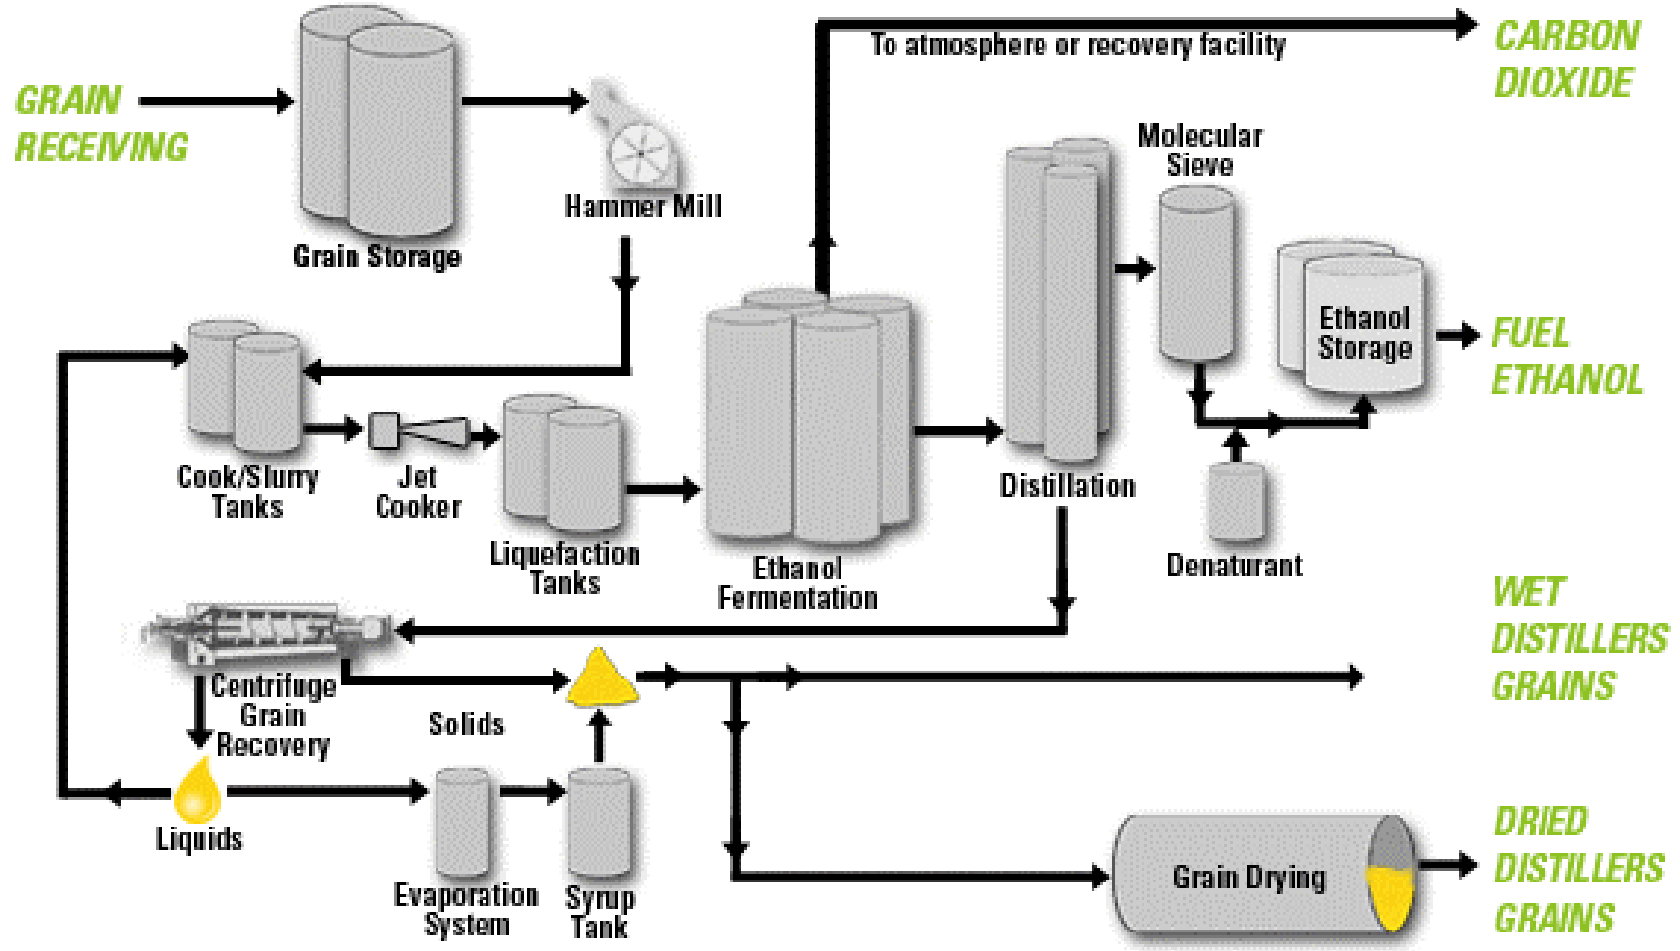 To atmosphere or recovery facility
CARBON
DIOXIDE
GRAIN
RECEIVING
Molecular
Sieve
Hammer Mill
Grain Storage
Ethanol
Storage
FUEL
ETHANOL
Cook/Slurry
Tanks
Jet
Cooker
Distillation
Liquefaction
Tanks
Ethanol
Fermentation
Denaturant
WET
DISTILLERS
GRAINS
Centrifuge
Grain
Recovery
Solids
Liquids
Evaporation
System
Syrup
Tank
Grain Drying
DRIED
DISTILLERS
GRAINS